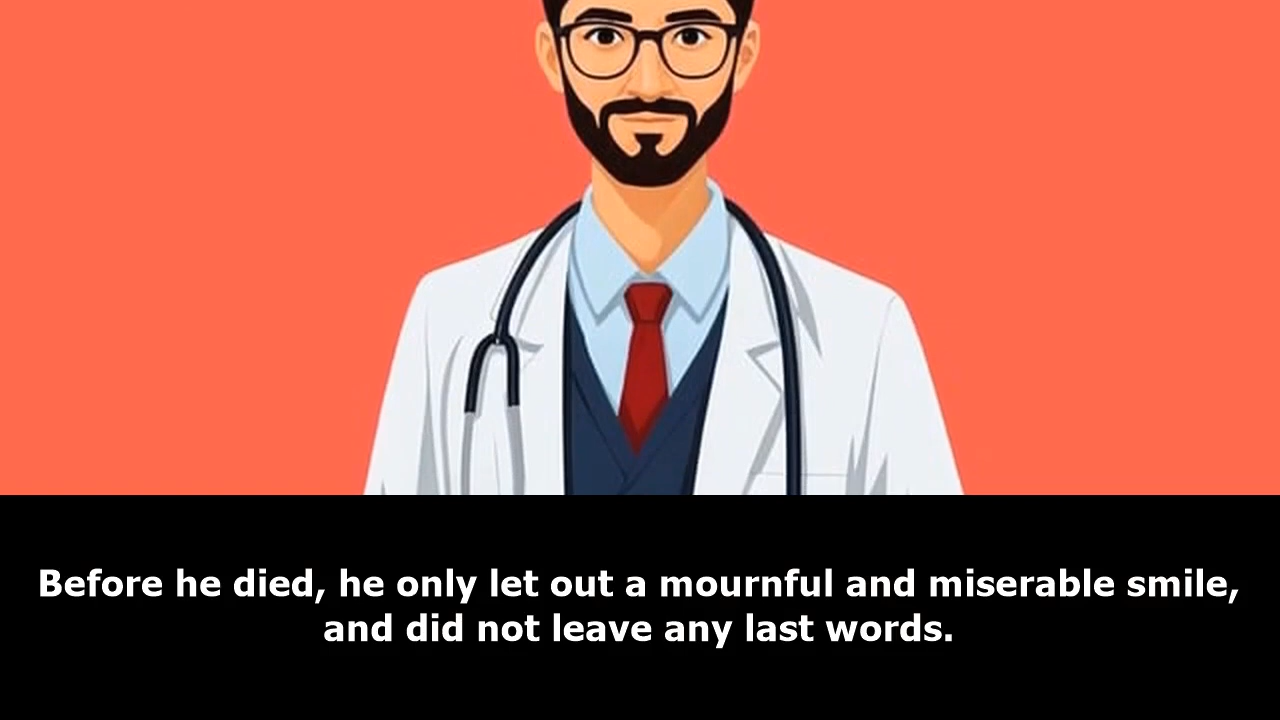 Before he died, he only let out a mournful and miserable smile,
and did not leave any last words.